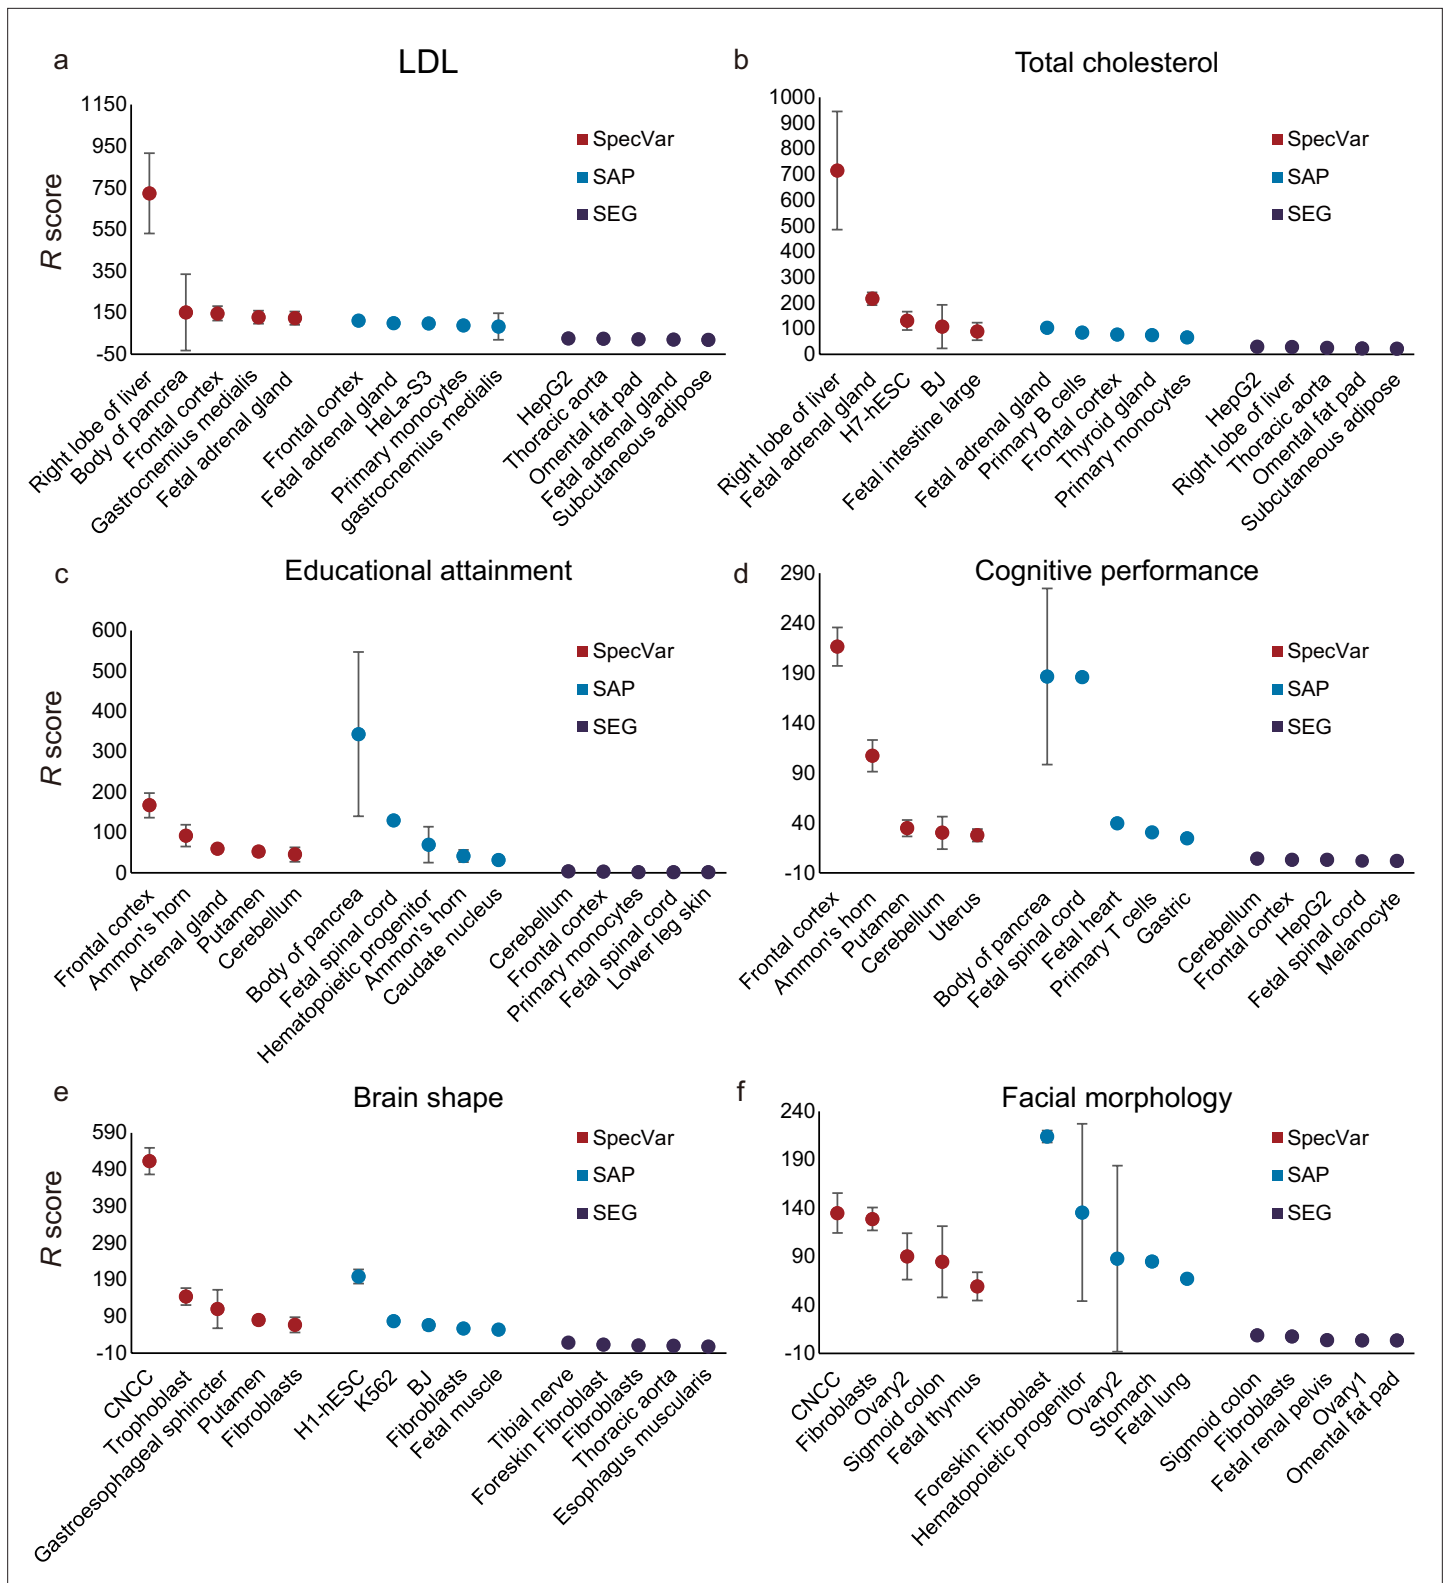 a
LDL
R score
1150
950
750
550
350
150
-50
SpecVar
SAP
SEG
Right lobe of liver
Body of pancrea
Frontal cortex
Gastrocnemius medialis
Fetal adrenal gland
Frontal cortex
Fetal adrenal gland
HeLa-S3
Primary monocytes
gastrocnemius medialis
HepG2
Thoracic aorta
Omental fat pad
Fetal adrenal gland
Subcutaneous adipose
b
Total cholesterol
1000
900
800
700
600
500
400
300
200
100
0
SpecVar
SAP
SEG
Right lobe of liver
Fetal adrenal gland
H7-hESC
BJ
Fetal intestine large
Fetal adrenal gland
Primary B cells
Frontal cortex
Thyroid gland
Primary monocytes
HepG2
Right lobe of liver
Thoracic aorta
Omental fat pad
Subcutaneous adipose
c
Educational attainment
R score
600
500
400
300
200
100
0
SpecVar
SAP
SEG
Frontal cortex
Ammon's horn
Adrenal gland
Putamen
Cerebellum
Body of pancrea
Fetal spinal cord
Hematopoietic progenitor
Ammon's horn
Caudate nucleus
Cerebellum
Frontal cortex
Primary monocytes
Fetal spinal cord
Lower leg skin
d
Cognitive performance
290
240
190
140
90
40
-10
SpecVar
SAP
SEG
Frontal cortex
Ammon's horn
Putamen
Cerebellum
Uterus
Body of pancrea
Fetal spinal cord
Fetal heart
Primary T cells
Gastric
Cerebellum
Frontal cortex
HepG2
Fetal spinal cord
Melanocyte
e
Brain shape
R score
590
490
390
290
190
90
-10
SpecVar
SAP
SEG
CNCC
Trophoblast
Gastroesophageal sphincter
Putamen
Fibroblasts
H1-hESC
K562
BJ
Fibroblasts
Fetal muscle
Tibial nerve
Foreskin Fibroblast
Fibroblasts
Thoracic aorta
Esophagus muscularis
f
Facial morphology
240
190
140
90
40
-10
SpecVar
SAP
SEG
CNCC
Fibroblasts
Ovary2
Sigmoid colon
Fetal thymus
Foreskin Fibroblast
Hematopoietic progenitor
Ovary2
Stomach
Fetal lung
Sigmoid colon
Fibroblasts
Fetal renal pelvis
Ovary1
Omental fat pad